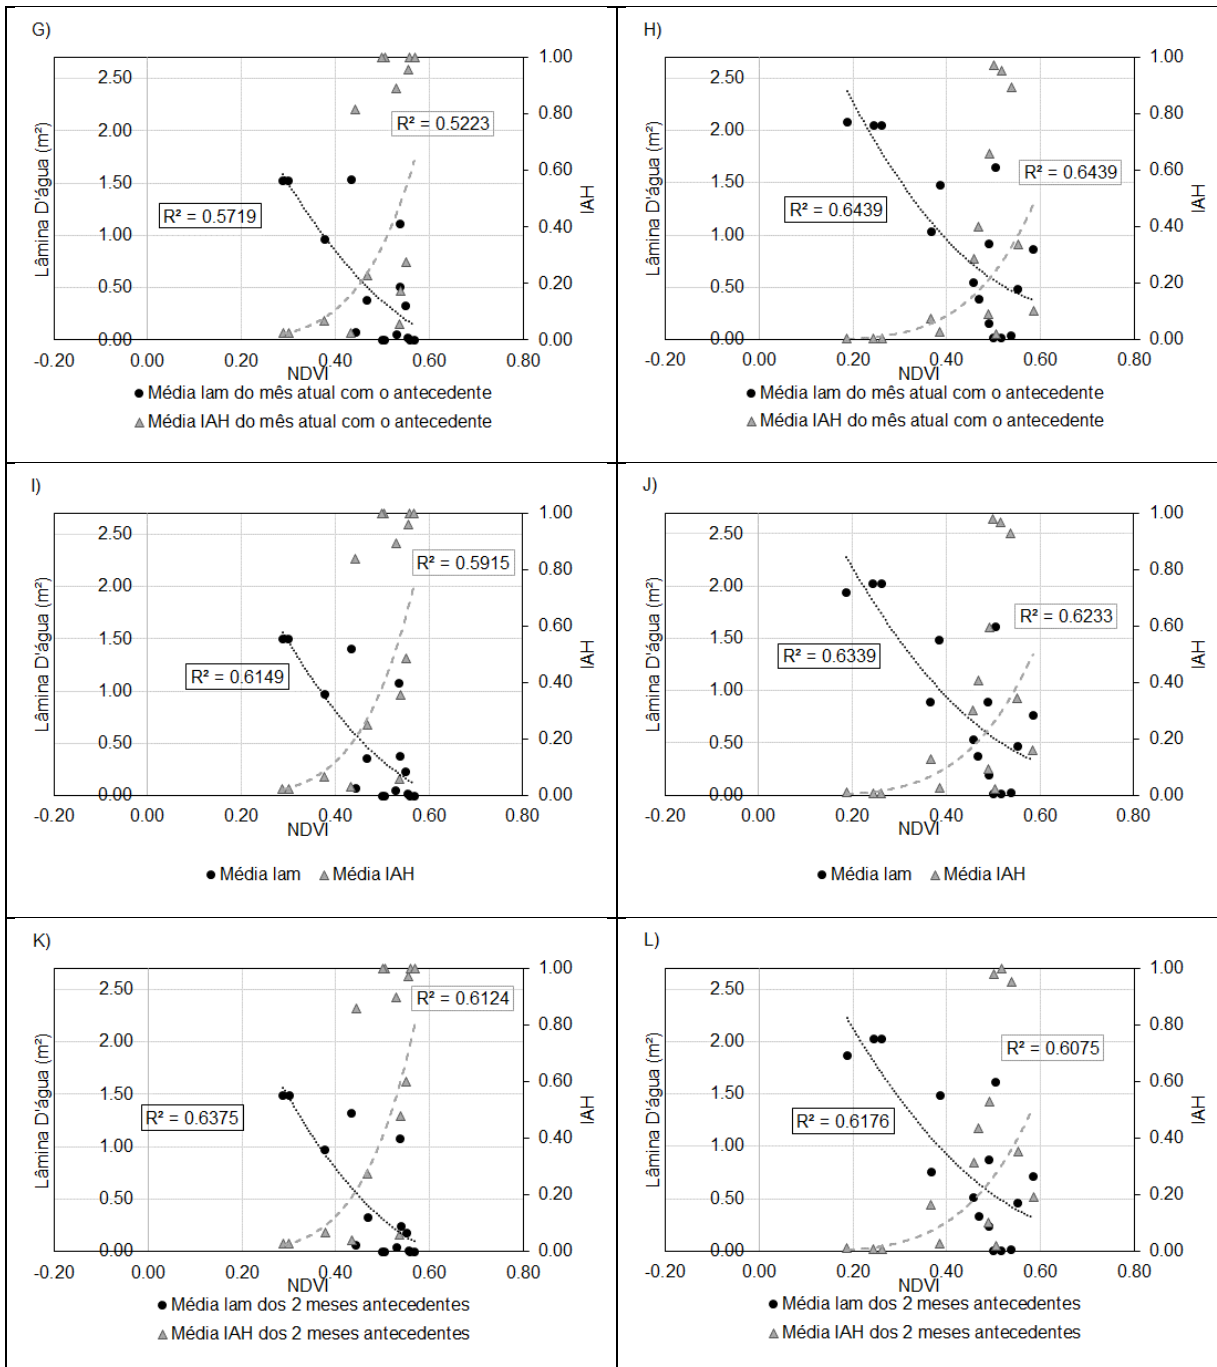 G)
1.00
2.50
0.80
R² = 0.5223
2.00
0.60
1.50
R² = 0.5719
0.40
1.00
0.20
0.50
0.00
0.00
-0.20 0.00 0.20 0.40 0.60 0.80
Lâmina D'água (m²)
IAH
NDVI
Média lam do mês atual com o antecedente
Média IAH do mês atual com o antecedente
H)
1.00
2.50
0.80
2.00
R² = 0.6439
0.60
1.50
R² = 0.6439
0.40
1.00
0.20
0.50
0.00
0.00
-0.20 0.00 0.20 0.40 0.60 0.80
Lâmina D'água (m²)
IAH
NDVI
Média lam do mês atual com o antecedente
Média IAH do mês atual com o antecedente
I)
1.00
2.50
R² = 0.5915
0.80
2.00
0.60
1.50
R² = 0.6149
0.40
1.00
0.20
0.50
0.00
0.00
-0.20 0.00 0.20 0.40 0.60 0.80
Lâmina D'água (m²)
IAH
NDVI
Média lam Média IAH
J)
1.00
2.50
0.80
2.00
R² = 0.6233
0.60
1.50
R² = 0.6339
0.40
1.00
0.20
0.50
0.00
0.00
-0.20 0.00 0.20 0.40 0.60 0.80
Lâmina D'água (m²)
IAH
NDVI
Média lam Média IAH
K)
1.00
2.50
R² = 0.6124
0.80
2.00
0.60
1.50
R² = 0.6375
0.40
1.00
0.20
0.50
0.00
0.00
-0.20 0.00 0.20 0.40 0.60 0.80
Lâmina D'água (m²)
IAH
NDVI
Média lam dos 2 meses antecedentes
Média IAH dos 2 meses antecedentes
L)
1.00
2.50
0.80
2.00
R² = 0.6075
0.60
1.50
R² = 0.6176
0.40
1.00
0.20
0.50
0.00
0.00
-0.20 0.00 0.20 0.40 0.60 0.80
Lâmina D'água (m²)
IAH
NDVI
Média lam dos 2 meses antecedentes
Média IAH dos 2 meses antecedentes